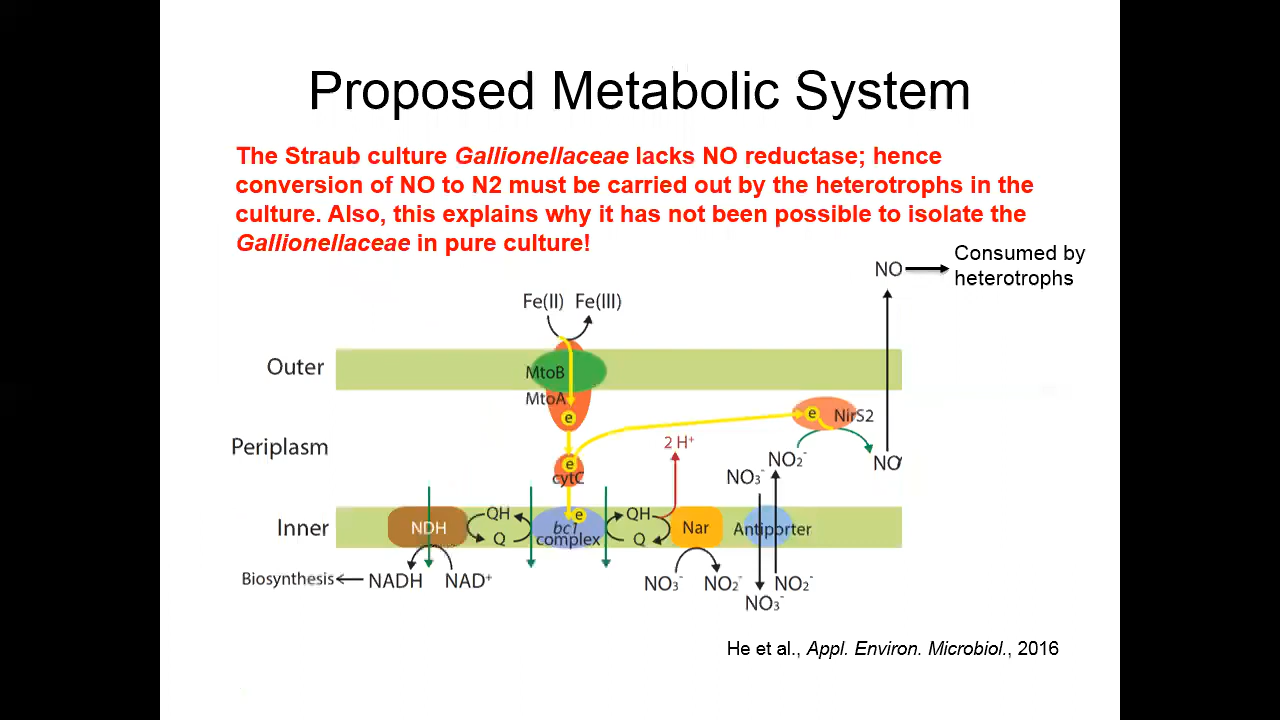 Proposed Metabolic System
The Straub culture Gallionellaceae lacks NO reductase; hence
conversion of NO to N2 must be carried out by the heterotrophs in the
culture. Also, this explains why it has not been possible to isolate the
Gallionellaceae in pure culture!
NO
Consumed by
heterotrophs
Fe(II) Fe(III)
Outer
MtoB
MtoA
e
e
NirS2
Periplasm
2 H⁺
NO₂⁻
NO
e
cytC
NO₃⁻
Inner
NDH
QH
Q
e
bc1
complex
QH
Q
Nar
Antiporter
Biosynthesis
NADH
NAD⁺
NO₃⁻
NO₂⁻
NO₂⁻
NO₃⁻
He et al., Appl. Environ. Microbiol., 2016